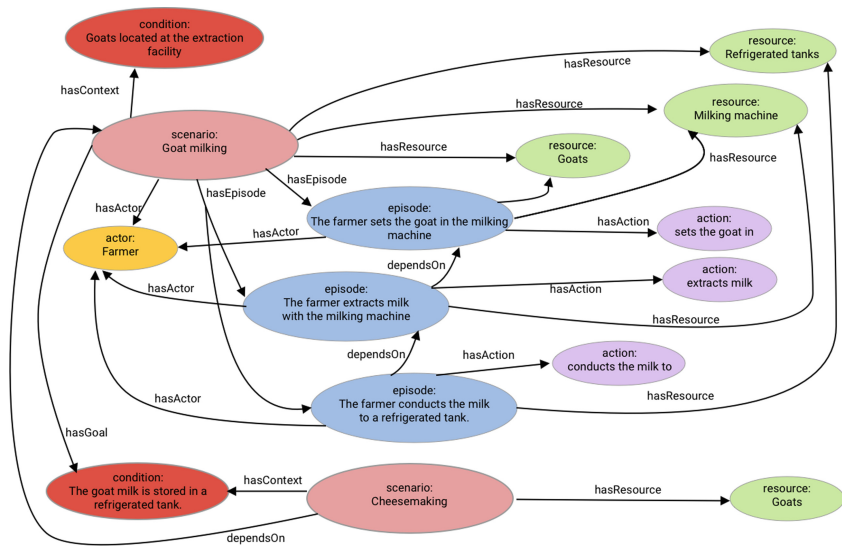 condition:
Goats located at the extraction
facility
resource:
Refrigerated tanks
hasResource
hasContext
resource:
Milking machine
hasResource
scenario:
Goat milking
hasResource
resource:
Goats
hasResource
hasEpisode
hasEpisode
hasActor
episode:
The farmer sets the goat in the milking
machine
hasAction
action:
sets the goat in
actor:
Farmer
hasActor
dependsOn
action:
extracts milk
hasActor
episode:
The farmer extracts milk
with the milking machine
hasAction
hasResource
dependsOn
hasAction
action:
conducts the milk to
hasActor
episode:
The farmer conducts the milk
to a refrigerated tank.
hasResource
hasGoal
condition:
The goat milk is stored in a
refrigerated tank.
hasContext
scenario:
Cheesemaking
hasResource
resource:
Goats
dependsOn